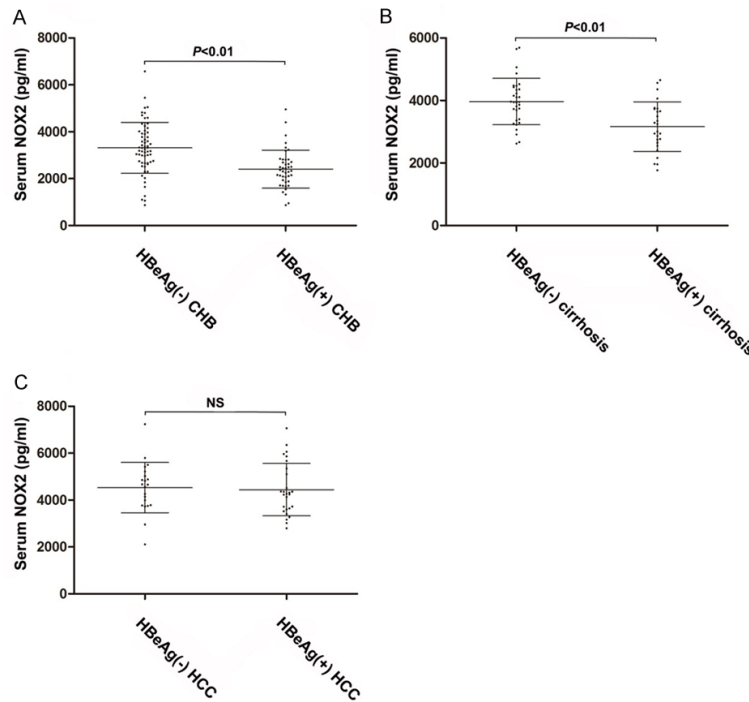 A
Serum NOX2 (pg/ml)
8000
6000
4000
2000
0
P<0.01
HBeAg(-) CHB
HBeAg(+) CHB
B
Serum NOX2 (pg/ml)
6000
4000
2000
0
P<0.01
HBeAg(-) cirrhosis
HBeAg(+) cirrhosis
C
Serum NOX2 (pg/ml)
8000
6000
4000
2000
0
NS
HBeAg(-) HCC
HBeAg(+) HCC